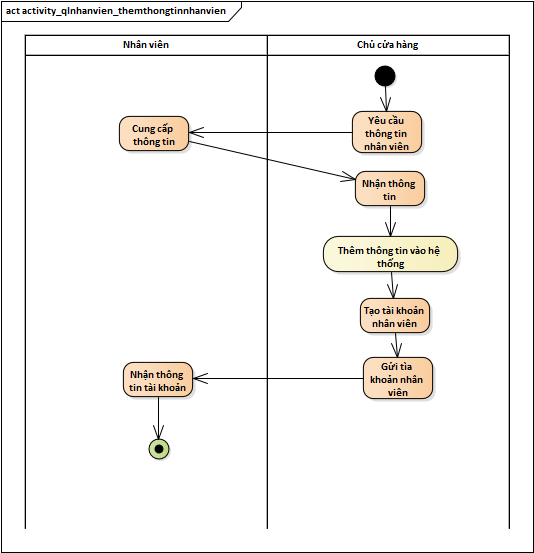 act activity_qlnhanvien_themthongtinnhanvien
Nhân viên
Chủ cửa hàng
Yêu cầu
thông tin
nhân viên
Cung cấp
thông tin
Nhận thông
tin
Thêm thông tin vào hệ
thống
Tạo tài khoản
nhân viên
Gửi tìa
khoản nhân
viên
Nhận thông
tin tài khoản